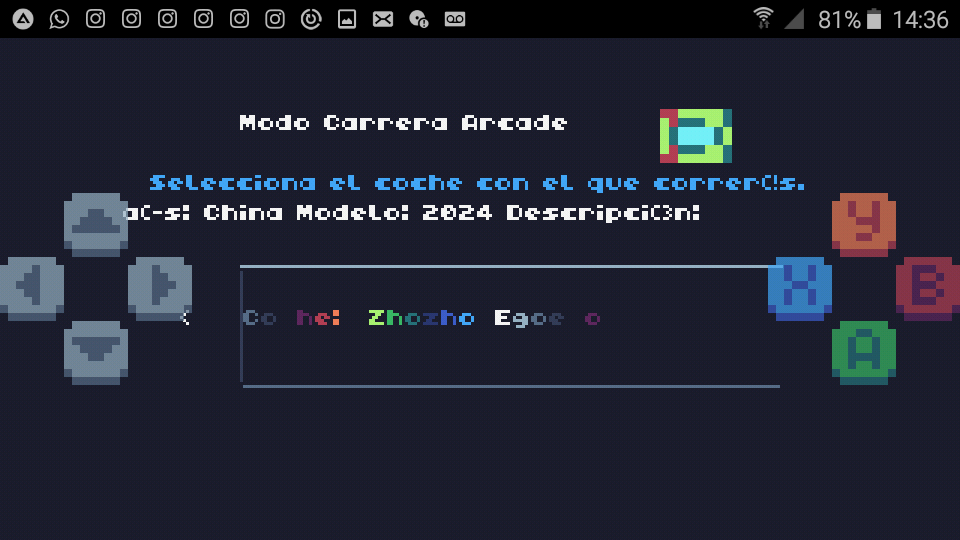 81% 14:36
Modo Carrera Arcade
Selecciona el coche con el que correr(!s.
a(-s: China Modelo: 2024 Descripci(3n:
Y
X B
< Co he: Zhozho Egoe o
A